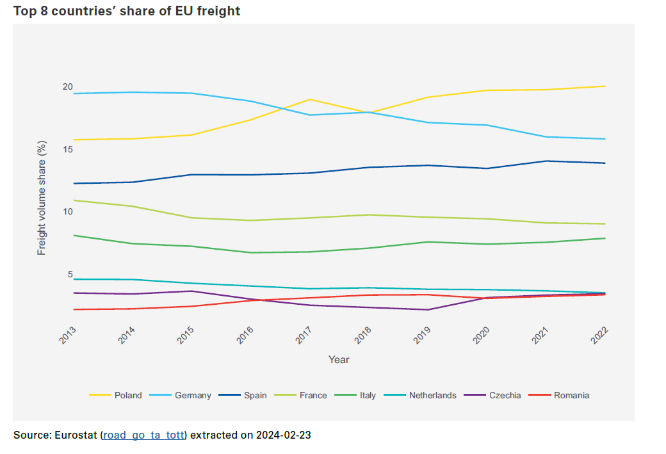 Top 8 countries' share of EU freight
20
15
10
5
Freight volume share (%)
2013 2014 2015 2016 2017 2018 2019 2020 2021 2022
Year
Poland Germany Spain France Italy Netherlands Czechia Romania
Source: Eurostat (road_go_ta_tott) extracted on 2024-02-23